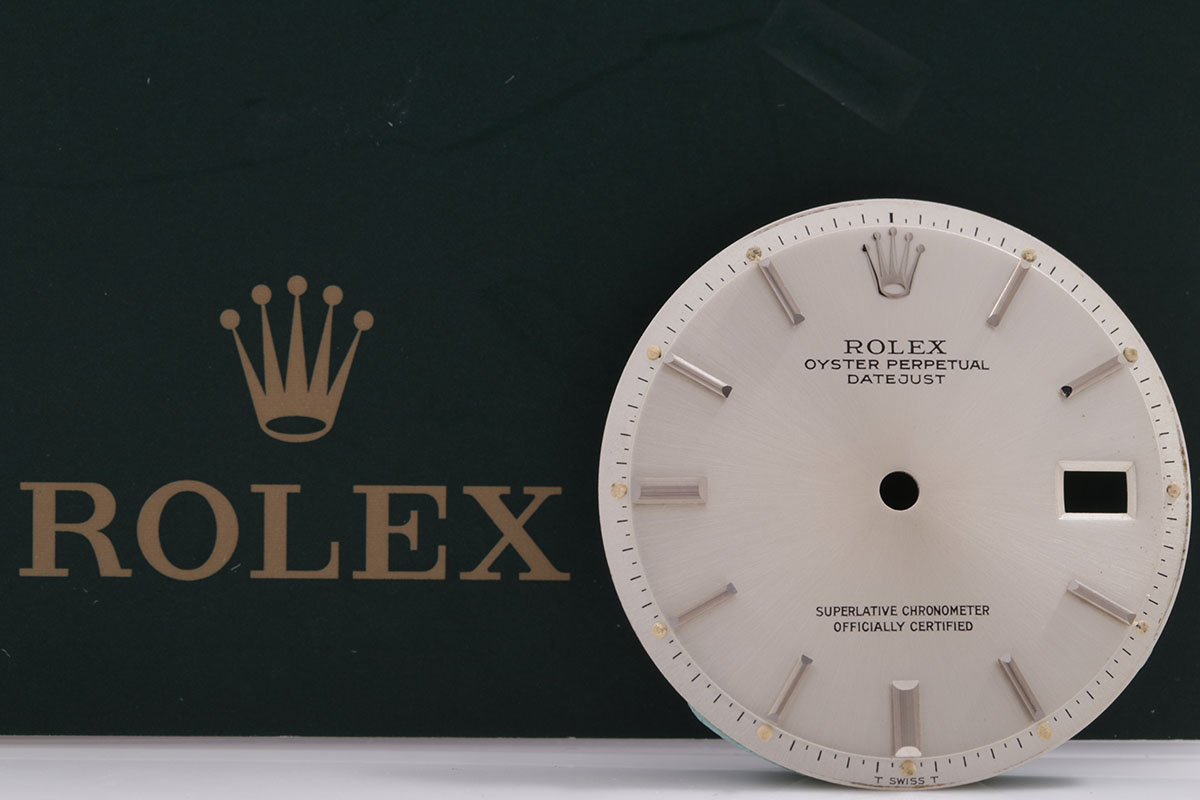 ROLEX
ROLEX
OYSTER PERPETUAL
DATEJUST
SUPERLATIVE CHRONOMETER
OFFICIALLY CERTIFIED
T SWISS T